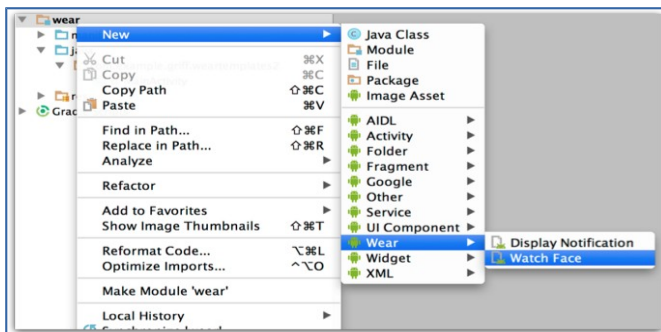 wear
New
Cut ⌘X
Copy ⌘C
Copy Path ⇧⌘C
Paste ⌘V
Find in Path... ⇧⌘F
Replace in Path... ⇧⌘R
Analyze
Refactor
Add to Favorites
Show Image Thumbnails ⇧⌘T
Reformat Code... ⌥⌘L
Optimize Imports... ^⌥O
Make Module 'wear'
Local History
Java Class
Module
File
Package
Image Asset
AIDL
Activity
Folder
Fragment
Google
Other
Service
UI Component
Wear
Widget
XML
Display Notification
Watch Face